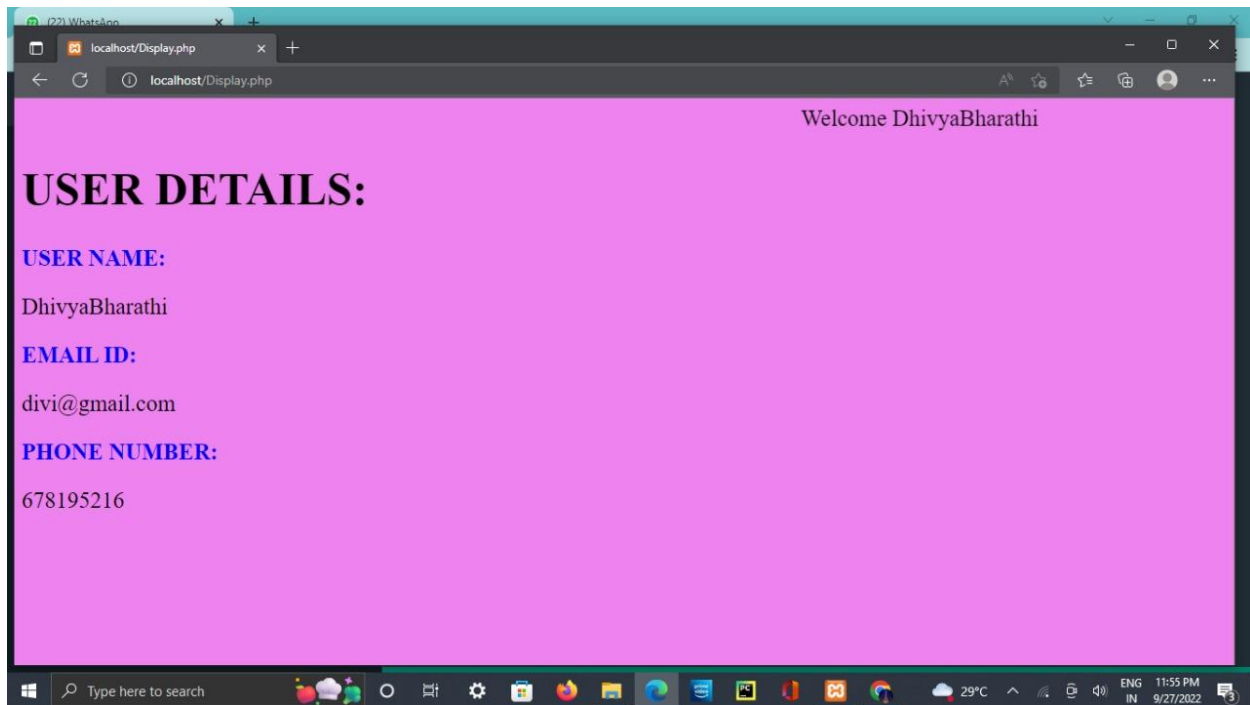 (22) WhatsApp
localhost/Display.php
localhost/Display.php
Welcome DhivyaBharathi
USER DETAILS:
USER NAME:
DhivyaBharathi
EMAIL ID:
divi@gmail.com
PHONE NUMBER:
678195216
Type here to search
29°C
ENG
IN
11:55 PM
9/27/2022